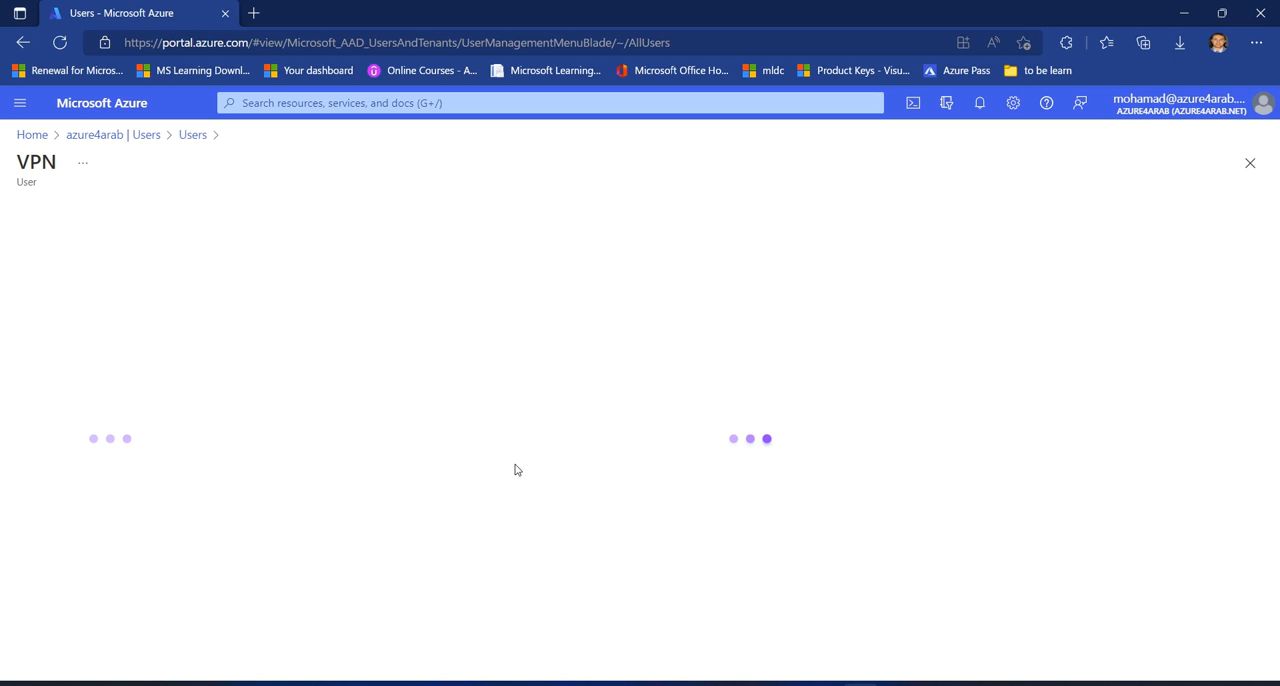 Users - Microsoft Azure
https://portal.azure.com/#view/Microsoft_AAD_UsersAndTenants/UserManagementMenuBlade/~/AllUsers
Renewal for Micros... MS Learning Downl... Your dashboard Online Courses - A... Microsoft Learning... Microsoft Office Ho... mldc Product Keys - Visu... Azure Pass to be learn
Microsoft Azure Search resources, services, and docs (G+/) mohamad@azure4arab....
AZURE4ARAB (AZURE4ARAB.NET)
Home > azure4arab | Users > Users >
VPN ...
User